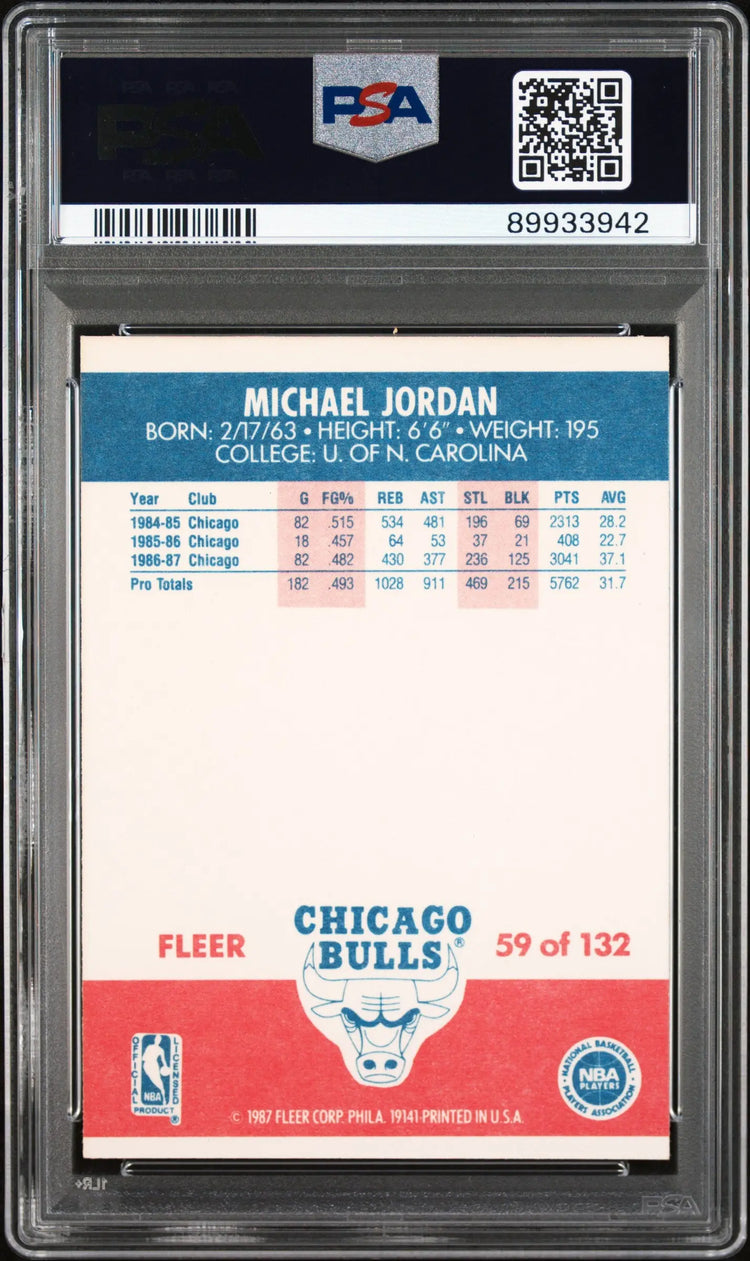 PSA
89933942
MICHAEL JORDAN
BORN: 2/17/63 • HEIGHT: 6'6" • WEIGHT: 195
COLLEGE: U. OF N. CAROLINA
Year Club G FG% REB AST STL BLK PTS AVG
1984-85 Chicago 82 .515 534 481 196 69 2313 28.2
1985-86 Chicago 18 .457 64 53 37 21 408 22.7
1986-87 Chicago 82 .482 430 377 236 125 3041 37.1
Pro Totals 182 .493 1028 911 469 215 5762 31.7
CHICAGO
BULLS®
FLEER
59 of 132
OFFICIAL LICENSED
NBA
PRODUCT ®
NATIONAL BASKETBALL
NBA
PLAYERS
PLAYERS ASSOCIATION
© 1987 FLEER CORP. PHILA. 19141-PRINTED IN U.S.A.
1LR+
PSA